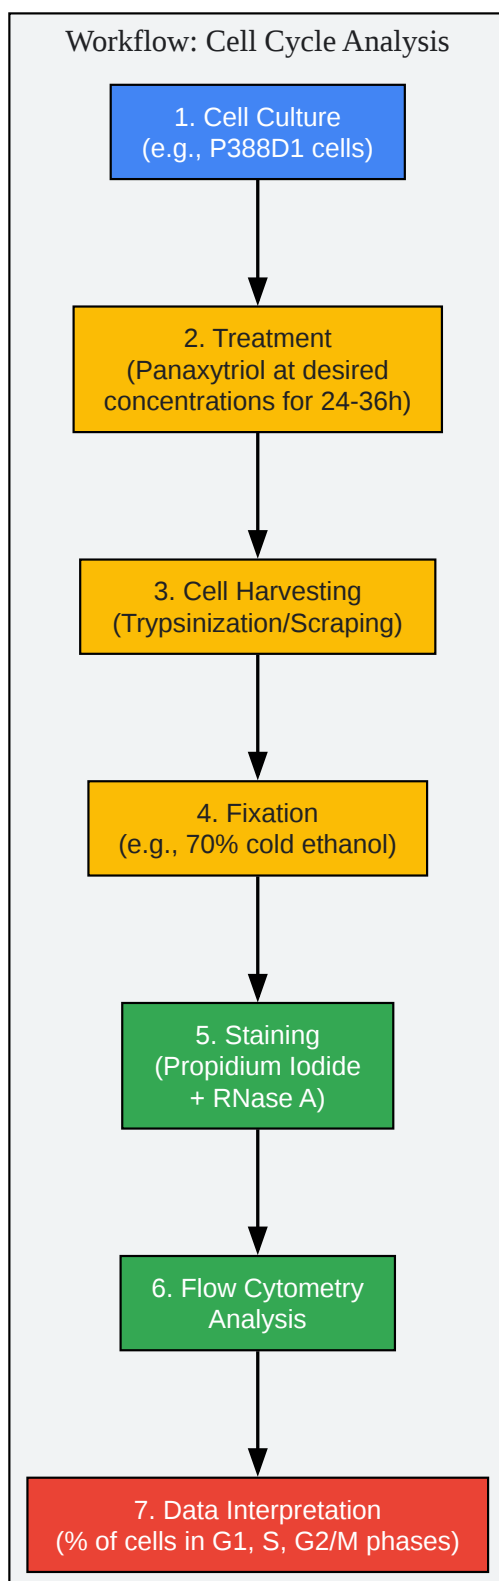 Workflow: Cell Cycle Analysis
1. Cell Culture
(e.g., P388D1 cells)
2. Treatment
(Panaxytriol at desired
concentrations for 24-36h)
3. Cell Harvesting
(Trypsinization/Scraping)
4. Fixation
(e.g., 70% cold ethanol)
5. Staining
(Propidium Iodide
+ RNase A)
6. Flow Cytometry
Analysis
7. Data Interpretation
(% of cells in G1, S, G2/M phases)